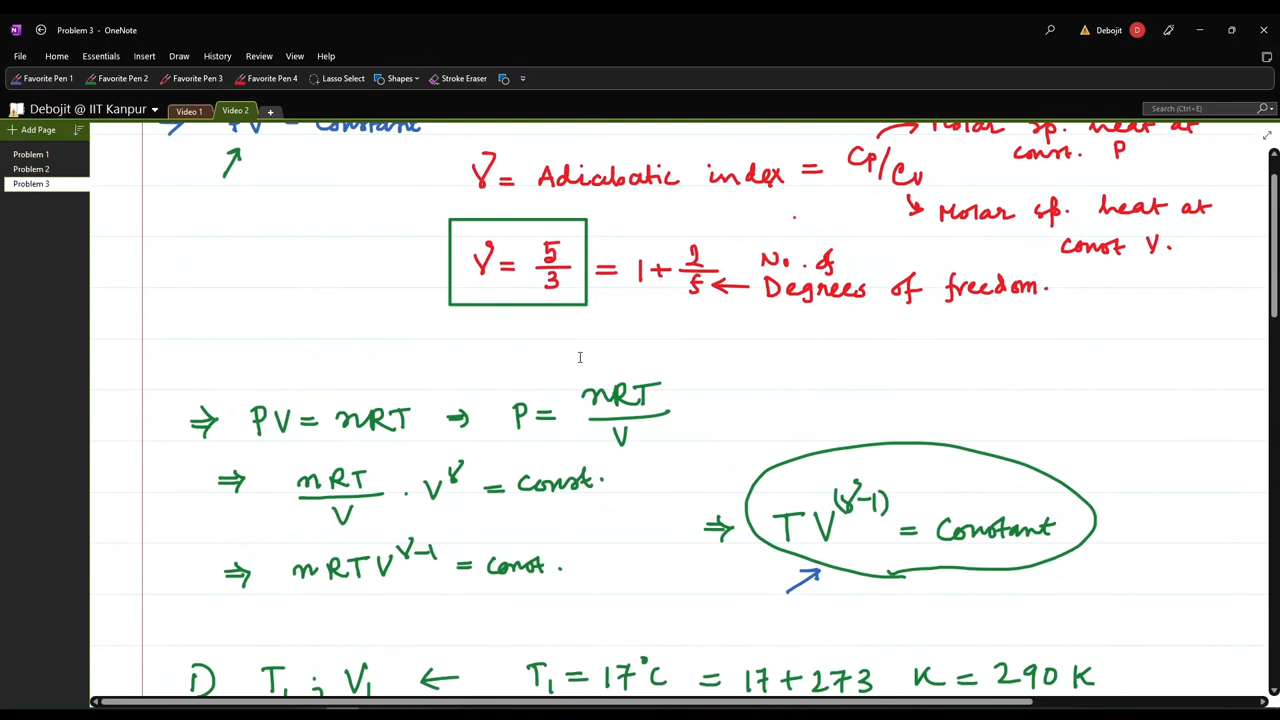 Problem 3 - OneNote
Debojit D
File Home Essentials Insert Draw History Review View Help
Favorite Pen 1 Favorite Pen 2 Favorite Pen 3 Favorite Pen 4 Lasso Select Shapes Stroke Eraser
Debojit @ IIT Kanpur Video 1 Video 2 + Search (Ctrl+E)
Add Page
Problem 1
Problem 2
Problem 3
= Constant
Molar sp. heat at
const. P
γ = Adiabatic index = Cp/Cv
Molar sp. heat at
const V.
γ = 5/3 = 1 + 2/5 ← No. of
Degrees of freedom.
⇒ PV = nRT → P = nRT/V
⇒ nRT/V · V^γ = const.
⇒ TV^(γ-1) = Constant
⇒ nRTV^γ-1 = const.
1) T1 ; V1 ← T1 = 17°C = 17 + 273 K = 290 K